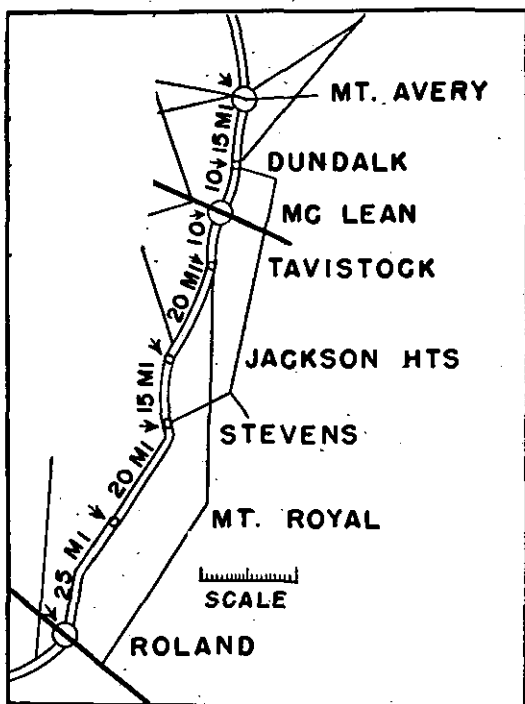 MT. AVERY
15 MI
DUNDALK
10
MC LEAN
10
TAVISTOCK
20 MI
JACKSON HTS
15 MI
STEVENS
20 MI
MT. ROYAL
25 MI
SCALE
ROLAND